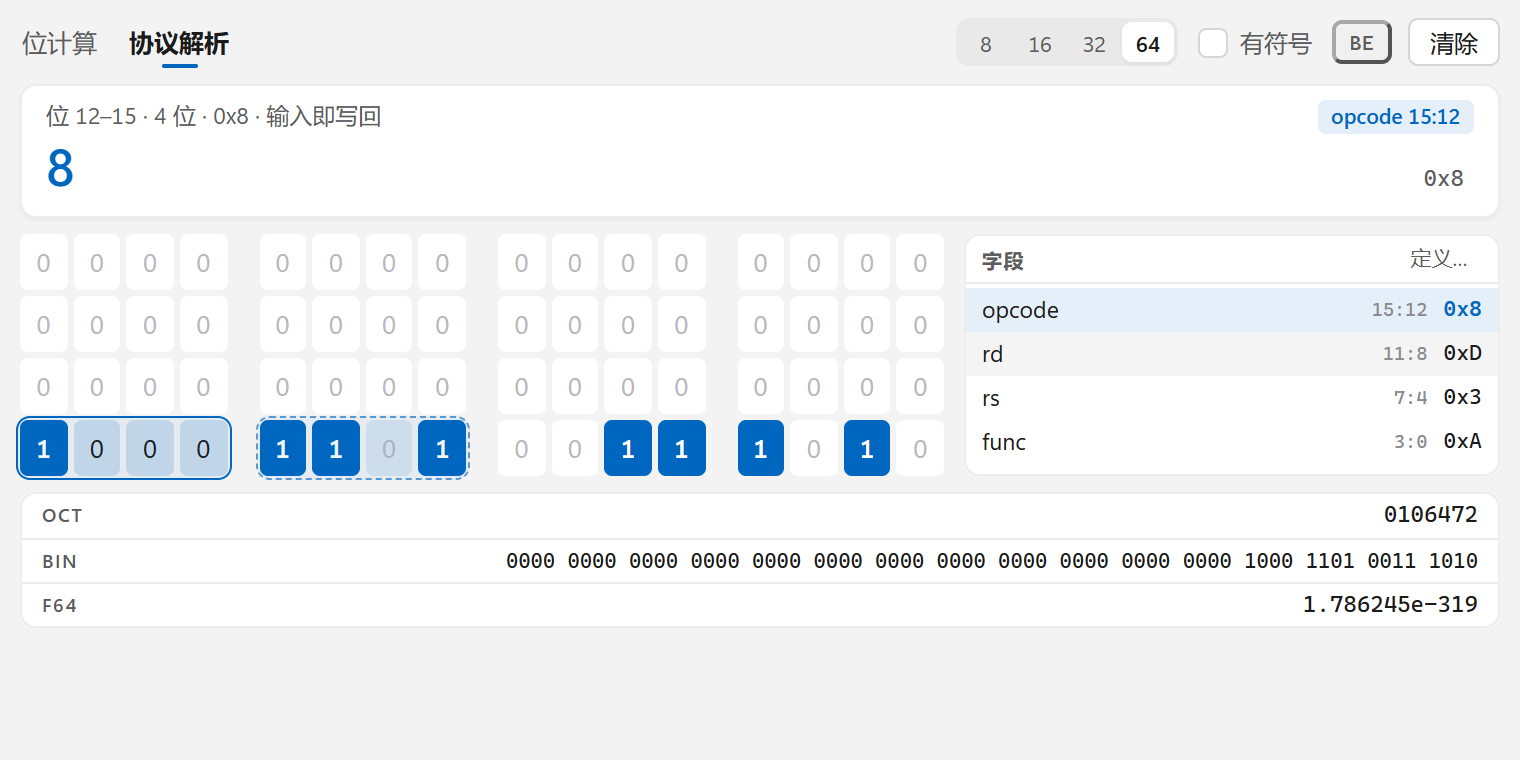 位计算 协议解析 8 16 32 64 有符号 BE 清除
位 12–15 · 4 位 · 0x8 · 输入即写回 opcode 15:12
8 0x8
0 0 0 0 0 0 0 0 0 0 0 0 0 0 0 0
0 0 0 0 0 0 0 0 0 0 0 0 0 0 0 0
0 0 0 0 0 0 0 0 0 0 0 0 0 0 0 0
1 0 0 0 1 1 0 1 0 0 1 1 1 0 1 0
字段 定义...
opcode 15:12 0x8
rd 11:8 0xD
rs 7:4 0x3
func 3:0 0xA
OCT 0106472
BIN 0000 0000 0000 0000 0000 0000 0000 0000 0000 0000 0000 0000 1000 1101 0011 1010
F64 1.786245e-319